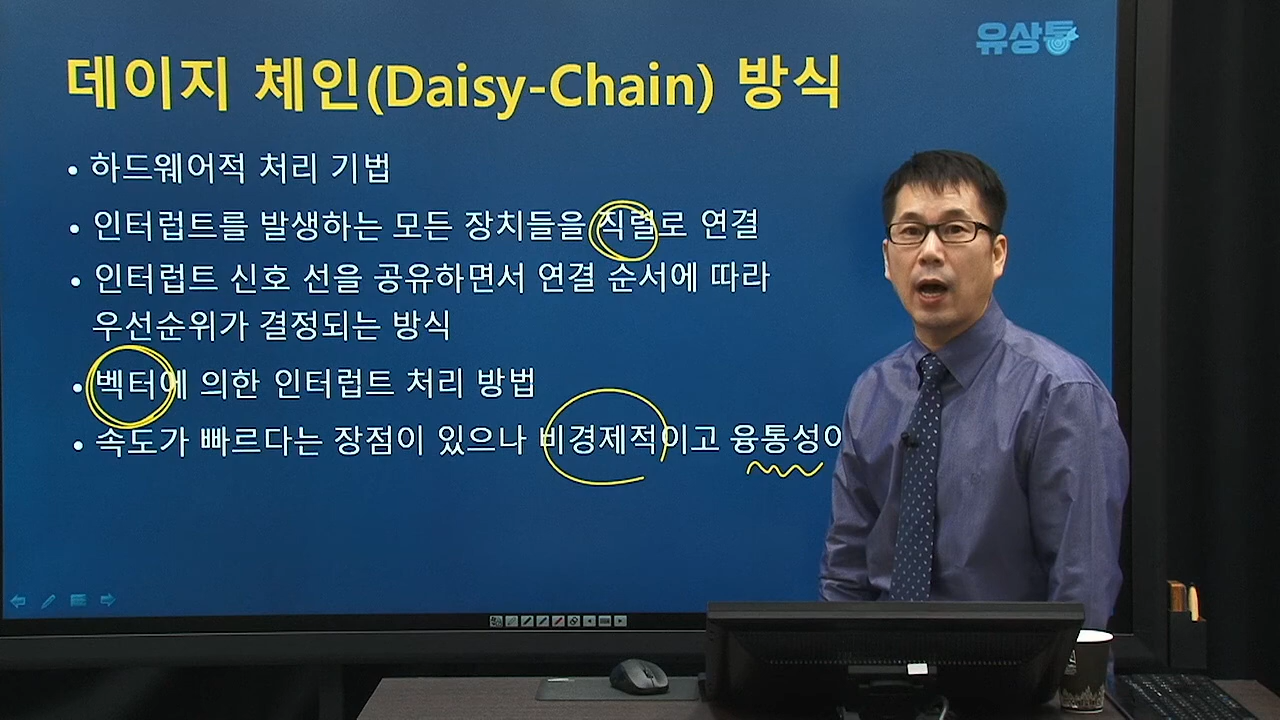 유상통
데이지 체인(Daisy-Chain) 방식
• 하드웨어적 처리 기법
• 인터럽트를 발생하는 모든 장치들을 직렬로 연결
• 인터럽트 신호 선을 공유하면서 연결 순서에 따라
우선순위가 결정되는 방식
• 벡터에 의한 인터럽트 처리 방법
• 속도가 빠르다는 장점이 있으나 비경제적이고 융통성이